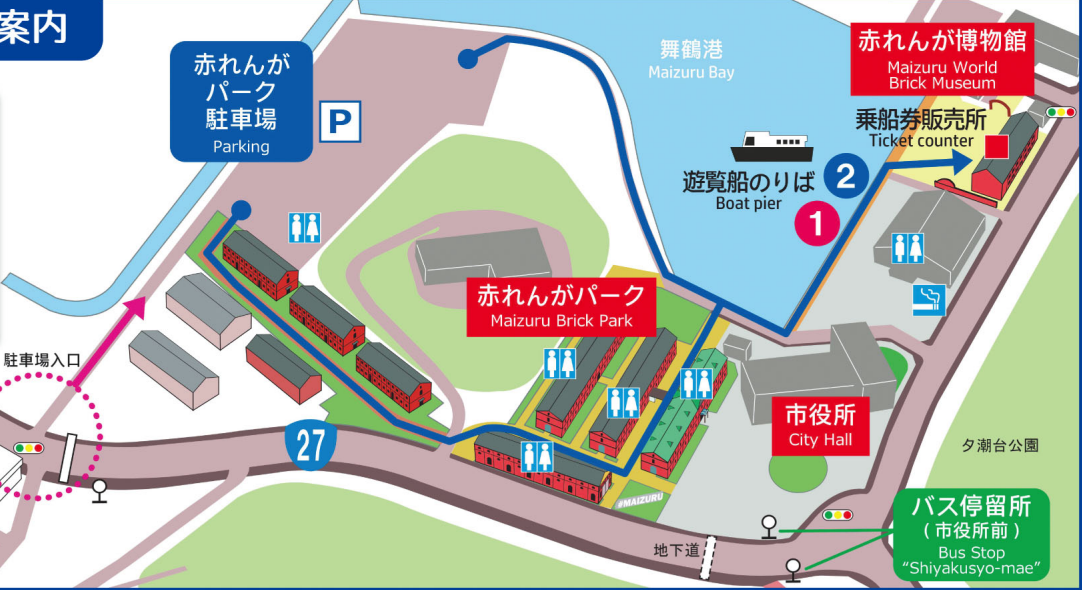 案内
赤れんが
パーク
駐車場
Parking
P
舞鶴港
Maizuru Bay
赤れんが博物館
Maizuru World
Brick Museum
乗船券販売所
Ticket counter
遊覧船のりば
Boat pier
2
1
赤れんがパーク
Maizuru Brick Park
駐車場入口
27
市役所
City Hall
夕潮台公園
#MAIZURU
地下道
バス停留所
(市役所前)
Bus Stop
“Shiyakusyo-mae”